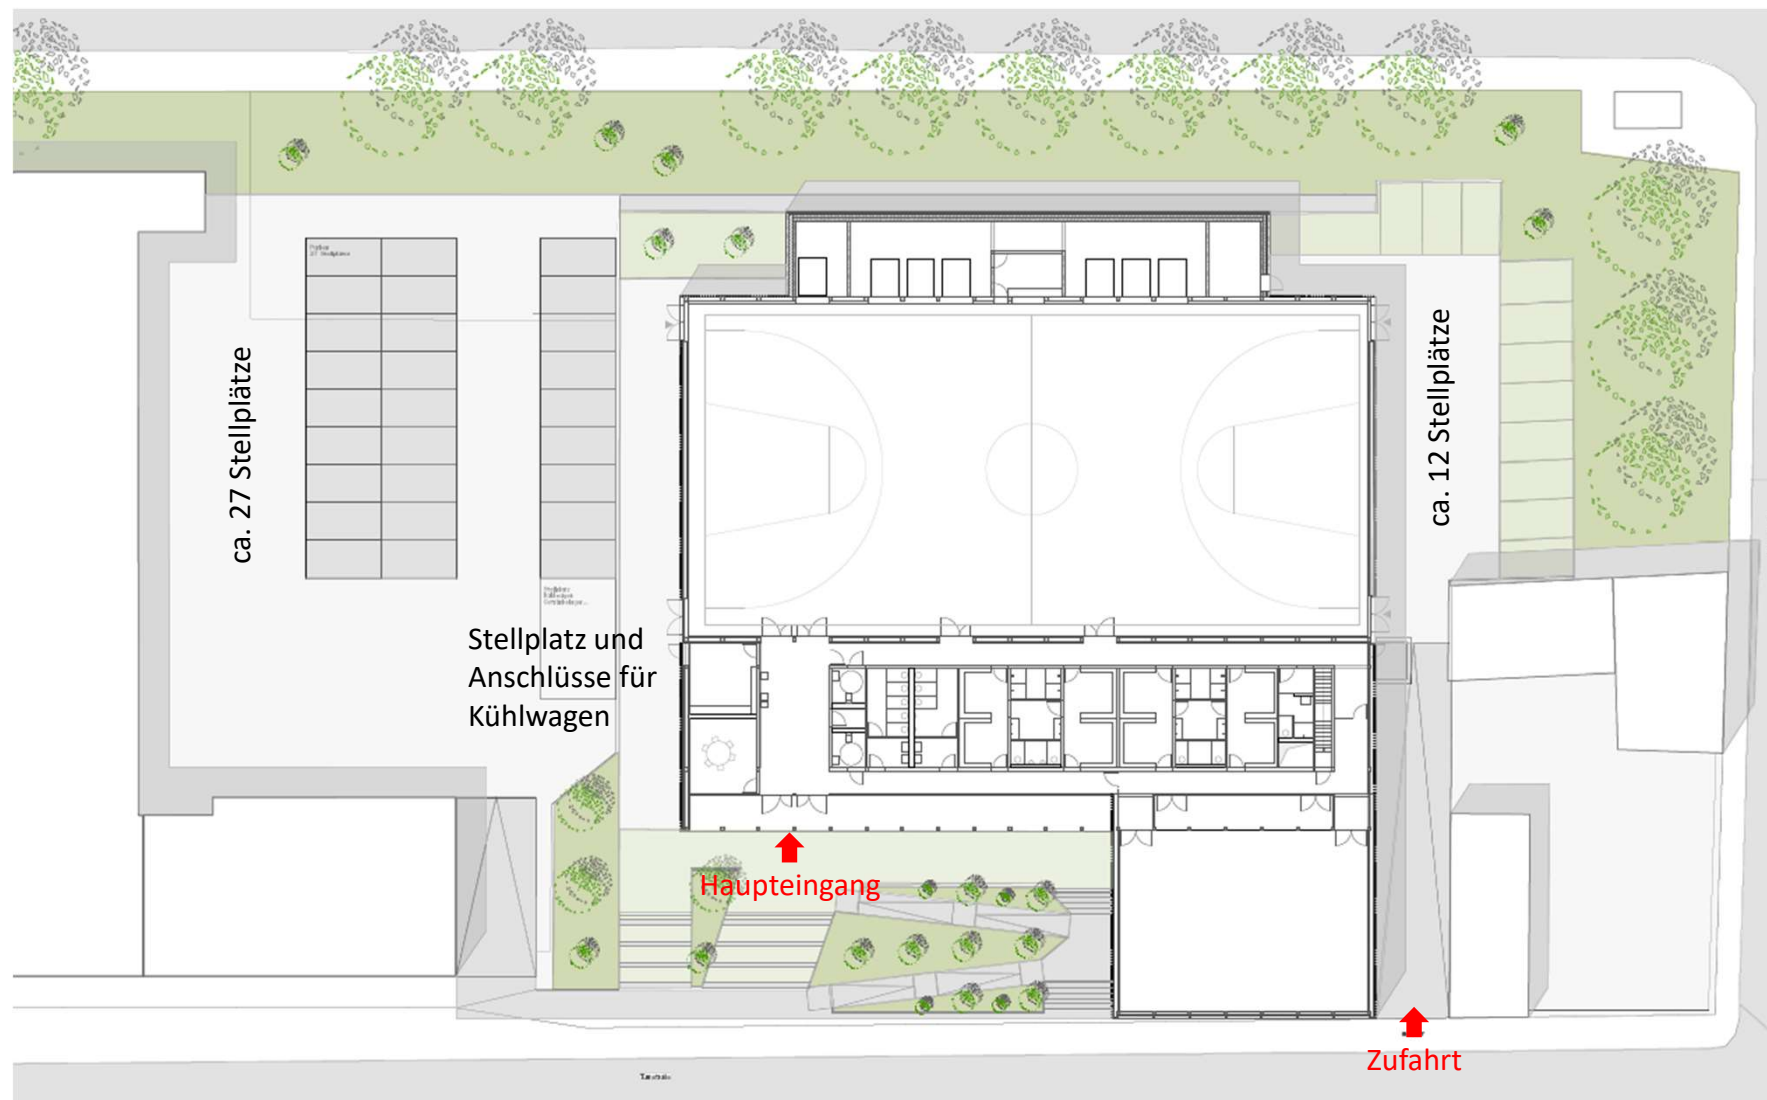 ca. 27 Stellplätze
ca. 12 Stellplätze
Stellplatz und
Anschlüsse für
Kühlwagen
Haupteingang
Zufahrt